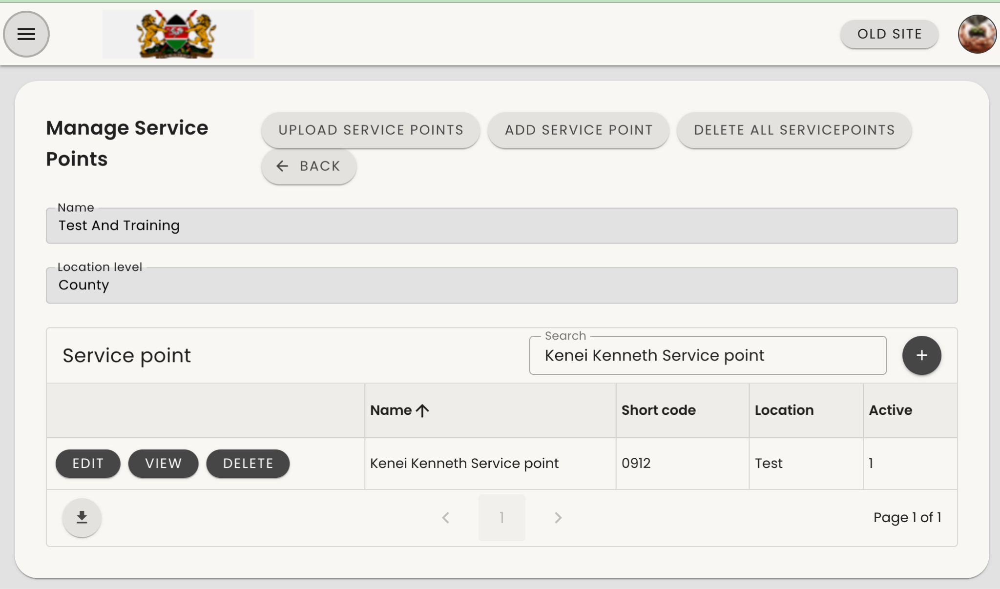 OLD SITE
Manage Service
Points
UPLOAD SERVICE POINTS
ADD SERVICE POINT
DELETE ALL SERVICEPOINTS
BACK
Name
Test And Training
Location level
County
Service point
Search
Kenei Kenneth Service point
Name Short code Location Active
EDIT VIEW DELETE Kenei Kenneth Service point 0912 Test 1
1
Page 1 of 1